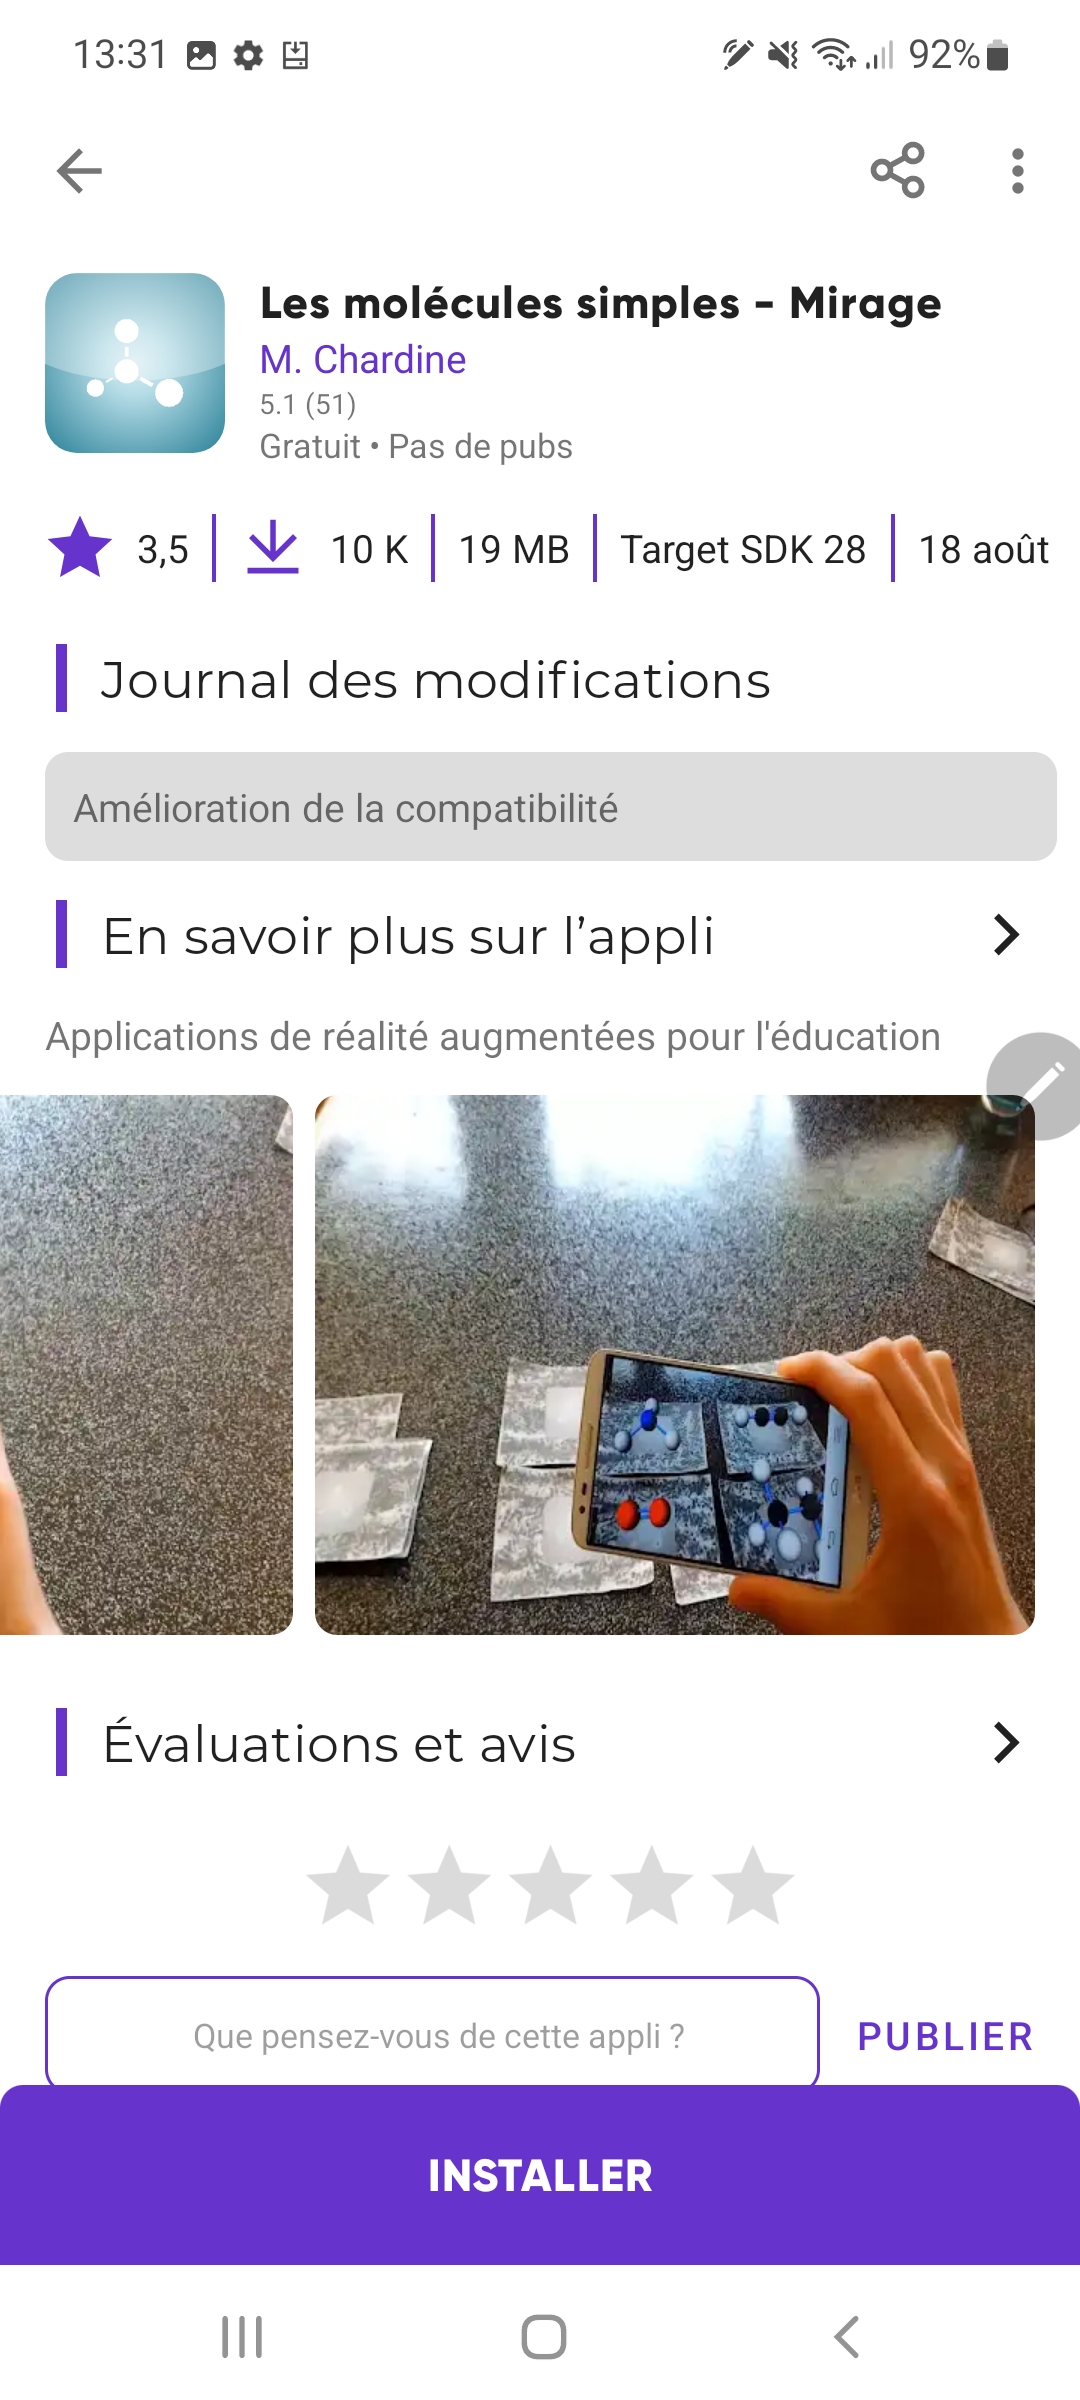 13:31
92%
Les molécules simples - Mirage
M. Chardine
5.1 (51)
Gratuit • Pas de pubs
3,5
10 K
19 MB
Target SDK 28
18 août
Journal des modifications
Amélioration de la compatibilité
En savoir plus sur l’appli
Applications de réalité augmentées pour l'éducation
Évaluations et avis
Que pensez-vous de cette appli ?
PUBLIER
INSTALLER